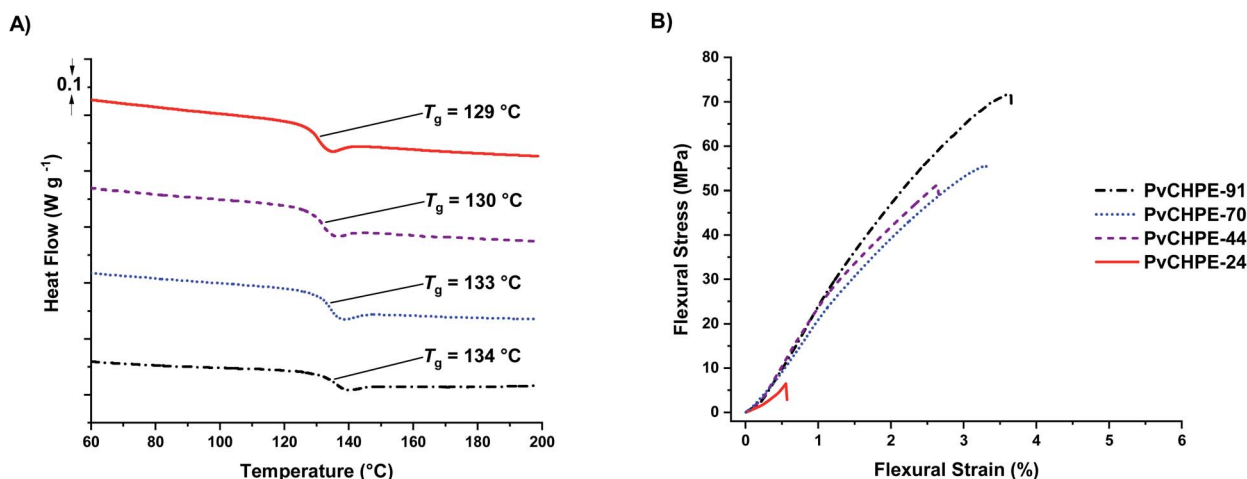 A)
0.1
Tg = 129 °C
Tg = 130 °C
Tg = 133 °C
Tg = 134 °C
Heat Flow (W g -1)
60 80 100 120 140 160 180 200
Temperature (°C)
B)
80
70
60
50
40
30
20
10
0
Flexural Stress (MPa)
0 1 2 3 4 5 6
Flexural Strain (%)
PvCHPE-91
PvCHPE-70
PvCHPE-44
PvCHPE-24